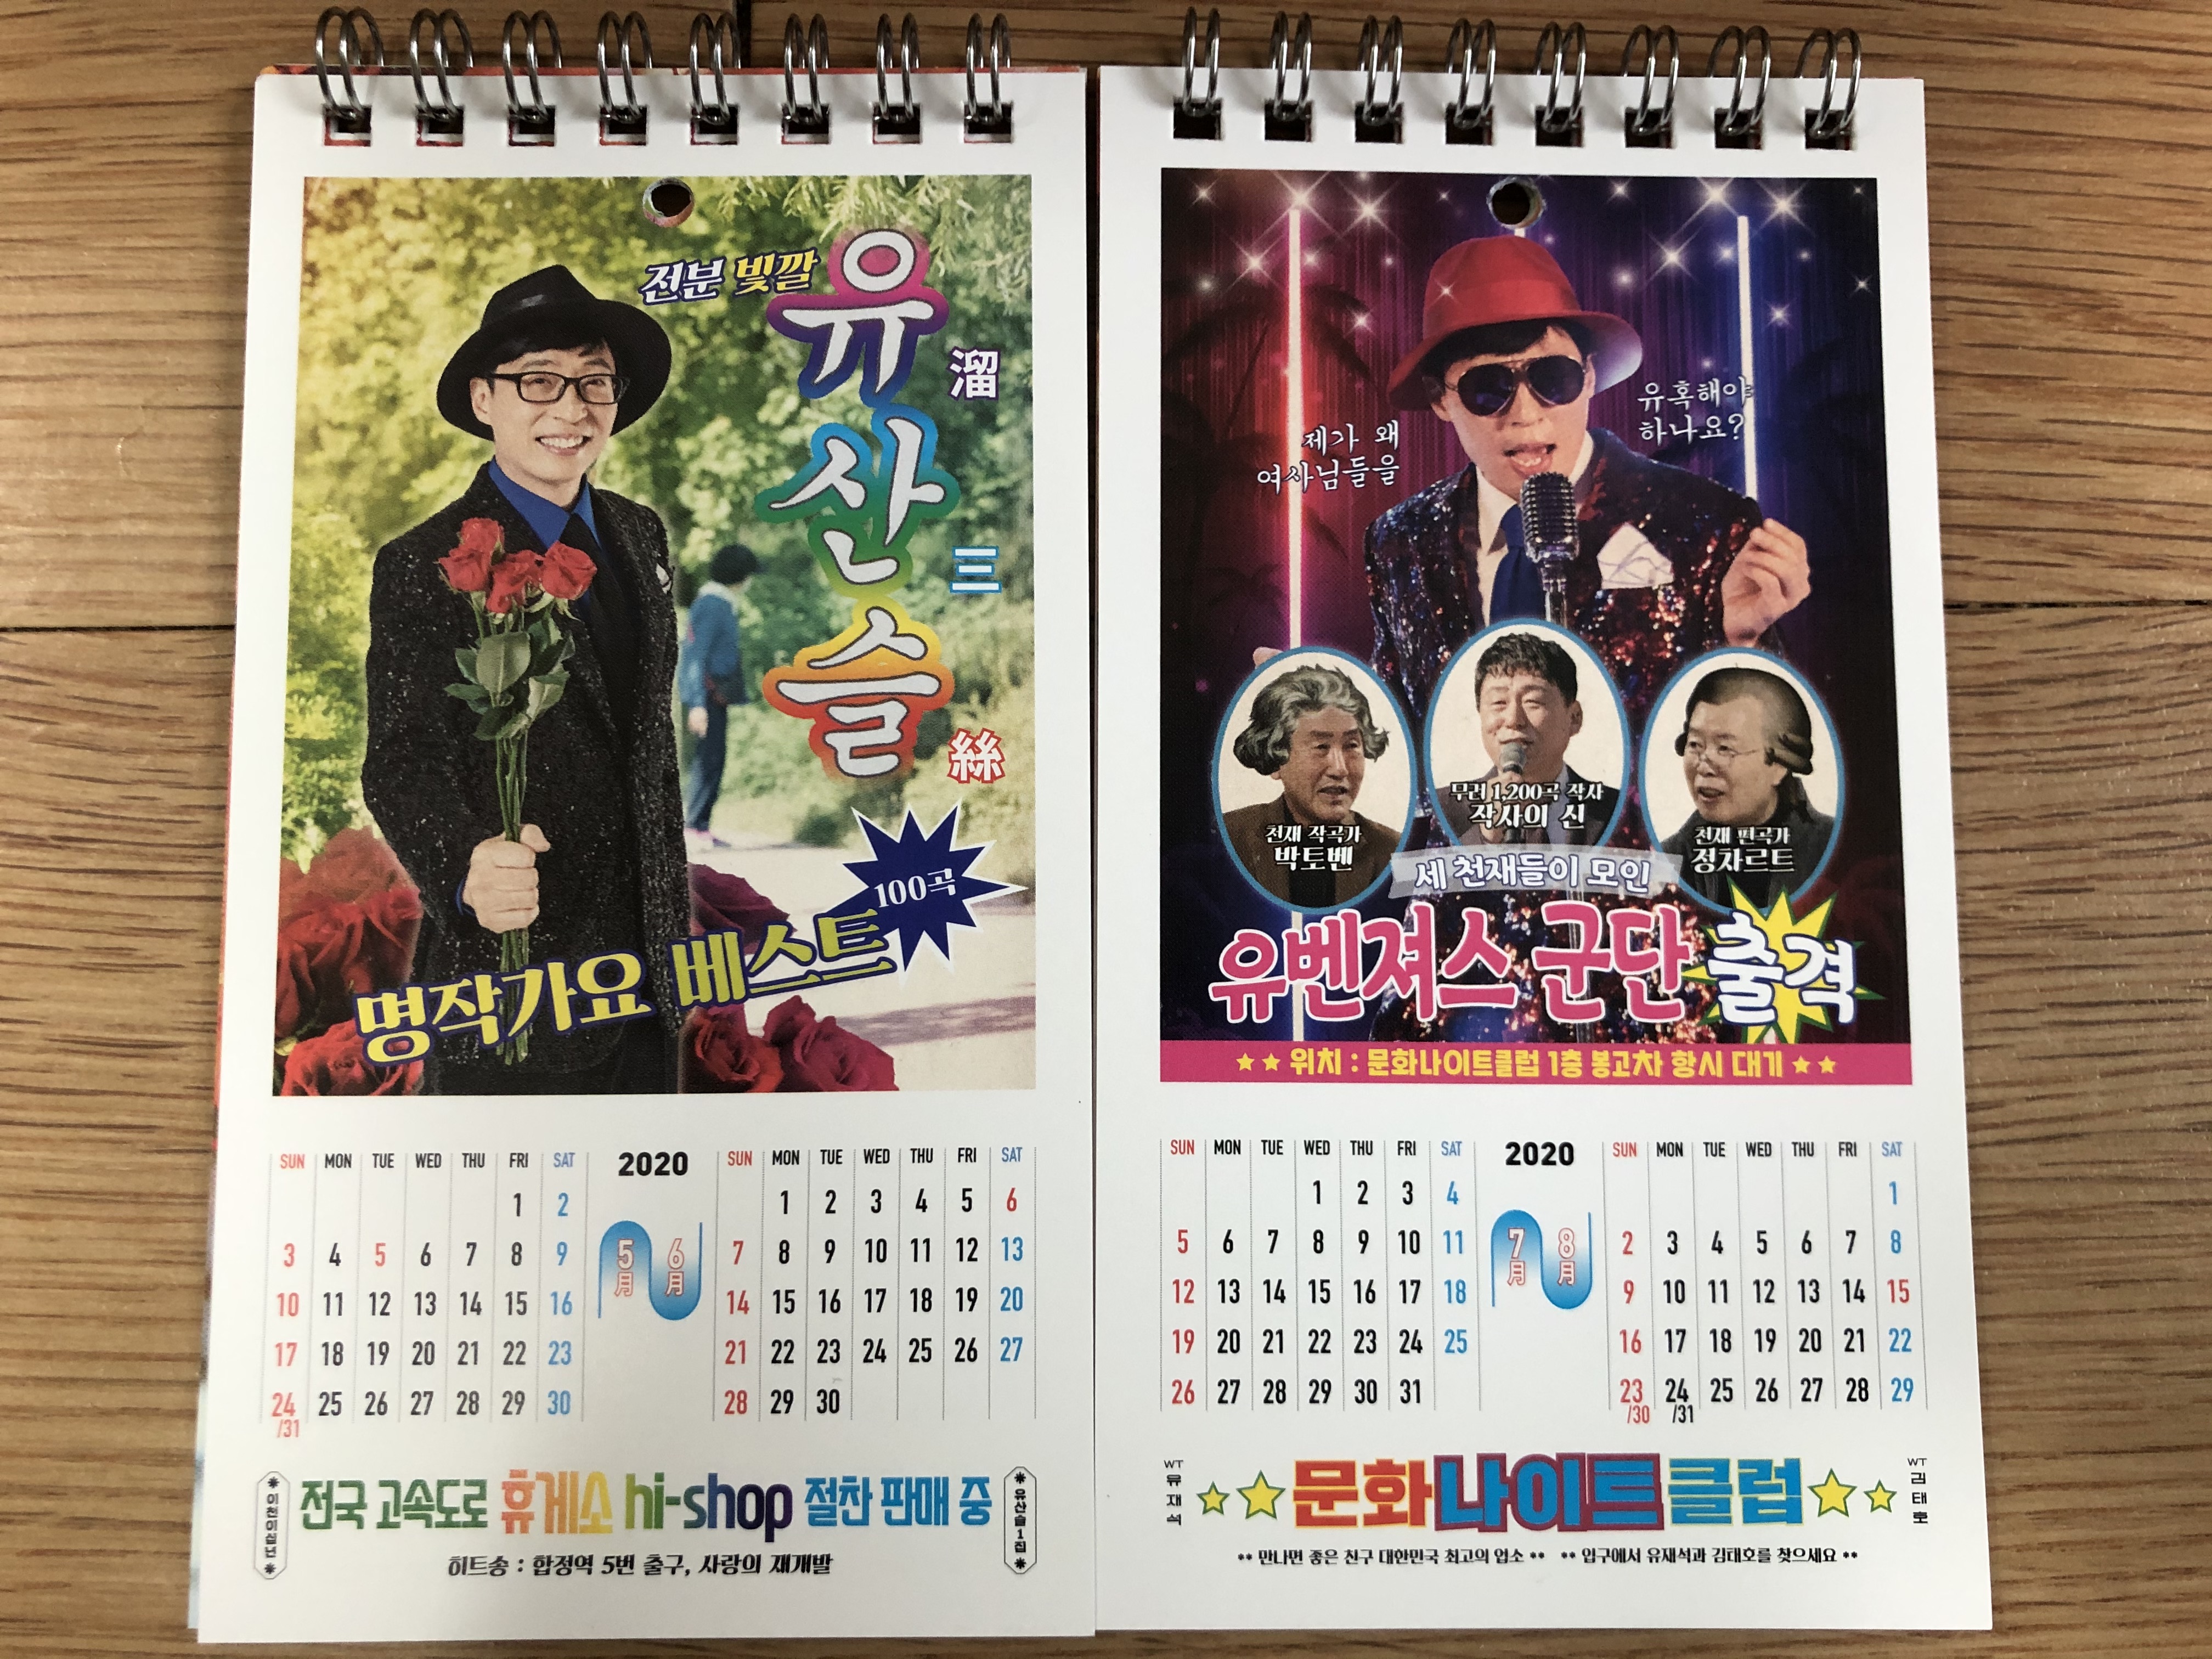 전분 빛깔
유산슬
溜三絲
100곡
명작가요 베스트
SUN MON TUE WED THU FRI SAT
1 2
3 4 5 6 7 8 9
10 11 12 13 14 15 16
17 18 19 20 21 22 23
24/31 25 26 27 28 29 30
2020
5月 6月
SUN MON TUE WED THU FRI SAT
1 2 3 4 5 6
7 8 9 10 11 12 13
14 15 16 17 18 19 20
21 22 23 24 25 26 27
28 29 30
이천이십년
전국 고속도로 휴게소 hi-shop 절찬 판매 중
유산슬1집
히트송 : 합정역 5번 출구, 사랑의 재개발
제가 왜
여사님들을
유혹해야
하나요?
천재 작곡가
박토벤
무려 1,200곡 작사
작사의 신
천재 편곡가
정차르트
세 천재들이 모인
유벤져스 군단 출격
★★ 위치 : 문화나이트클럽 1층 봉고차 항시 대기 ★★
SUN MON TUE WED THU FRI SAT
1 2 3 4
5 6 7 8 9 10 11
12 13 14 15 16 17 18
19 20 21 22 23 24 25
26 27 28 29 30 31
2020
7月 8月
SUN MON TUE WED THU FRI SAT
1
2 3 4 5 6 7 8
9 10 11 12 13 14 15
16 17 18 19 20 21 22
23/30 24/31 25 26 27 28 29
WT 유재석
문화나이트클럽
WT 김태호
** 만나면 좋은 친구 대한민국 최고의 업소 ** ** 입구에서 유재석과 김태호를 찾으세요 **